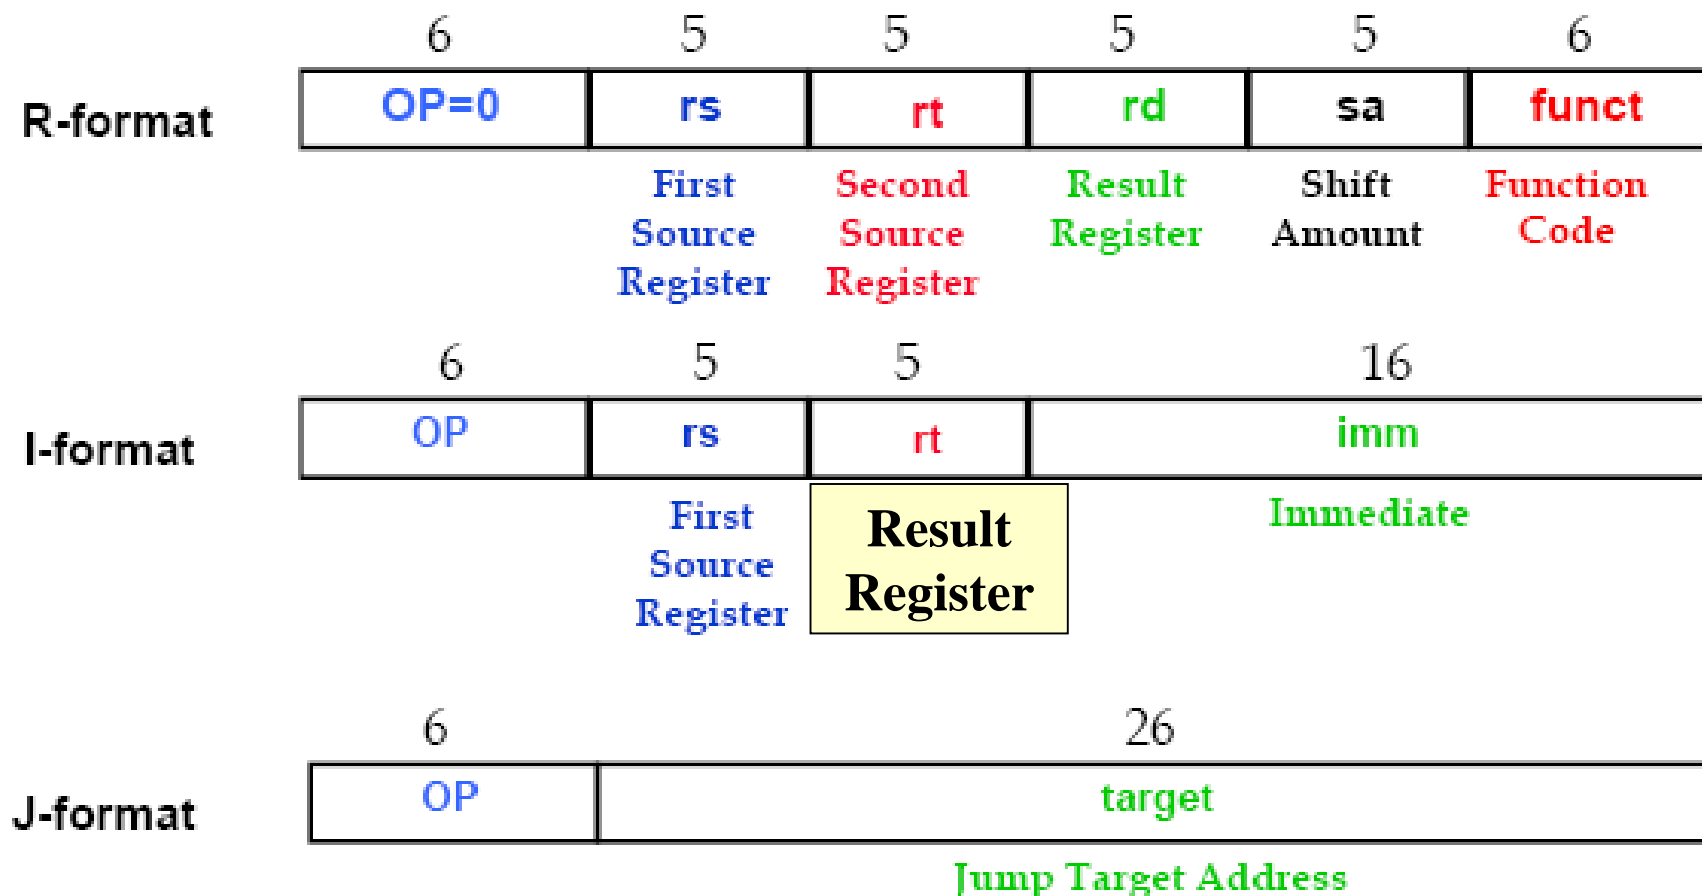 6 5 5 5 5 6
R-format OP=0 rs rt rd sa funct
First Second Result Shift Function
Source Source Register Amount Code
Register Register
6 5 5 16
I-format OP rs rt imm
First Result Immediate
Source Register
Register
6 26
J-format OP target
Jump Target Address